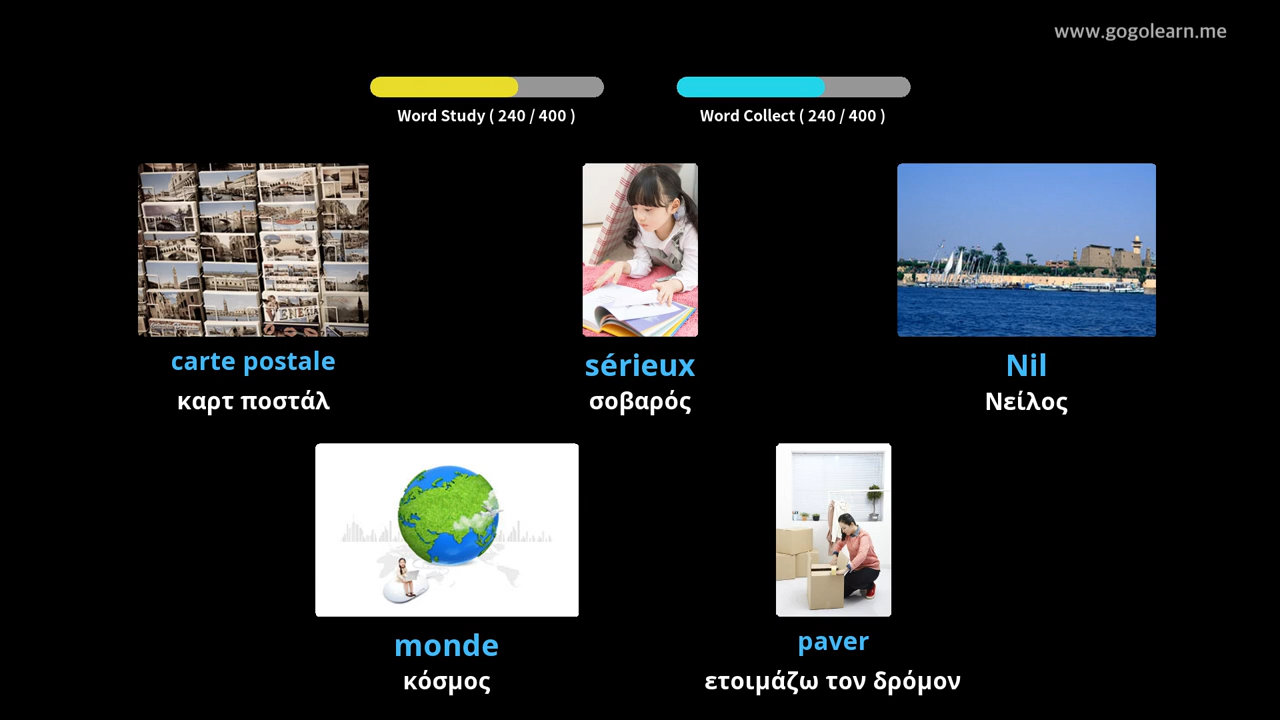 www.gogolearn.me
Word Study ( 240 / 400 )
Word Collect ( 240 / 400 )
carte postale
καρτ ποστάλ
sérieux
σοβαρός
Nil
Νείλος
monde
κόσμος
paver
ετοιμάζω τον δρόμον